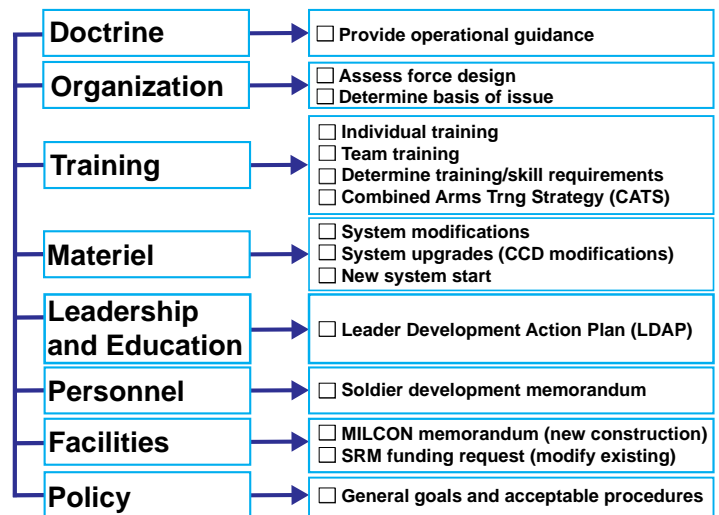 Doctrine
☐ Provide operational guidance
Organization
☐ Assess force design
☐ Determine basis of issue
Training
☐ Individual training
☐ Team training
☐ Determine training/skill requirements
☐ Combined Arms Trng Strategy (CATS)
Materiel
☐ System modifications
☐ System upgrades (CCD modifications)
☐ New system start
Leadership
and Education
☐ Leader Development Action Plan (LDAP)
Personnel
☐ Soldier development memorandum
Facilities
☐ MILCON memorandum (new construction)
☐ SRM funding request (modify existing)
Policy
☐ General goals and acceptable procedures